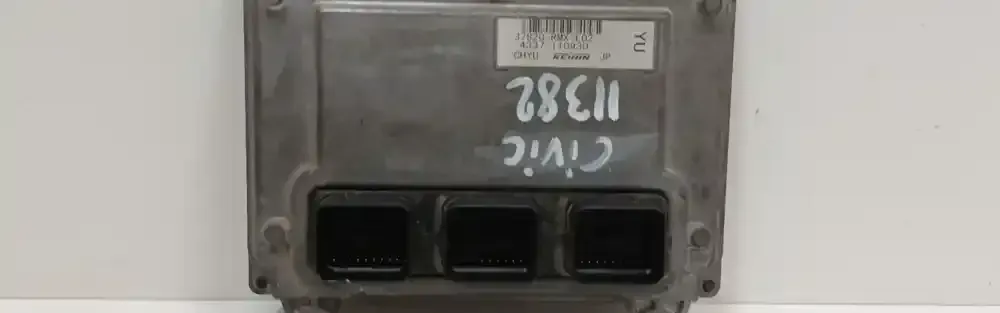 37820-RMX-E02
4337 110930
CHYU KEIHIN JP
YU
11382
Civic